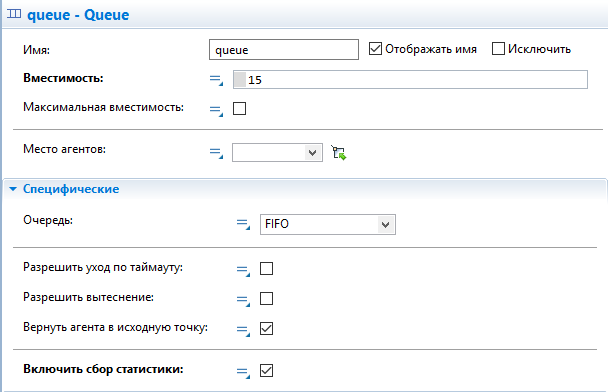 queue - Queue
Имя: queue Отображать имя Исключить
Вместимость: 15
Максимальная вместимость:
Место агентов:
Специфические
Очередь: FIFO
Разрешить уход по таймауту:
Разрешить вытеснение:
Вернуть агента в исходную точку:
Включить сбор статистики: